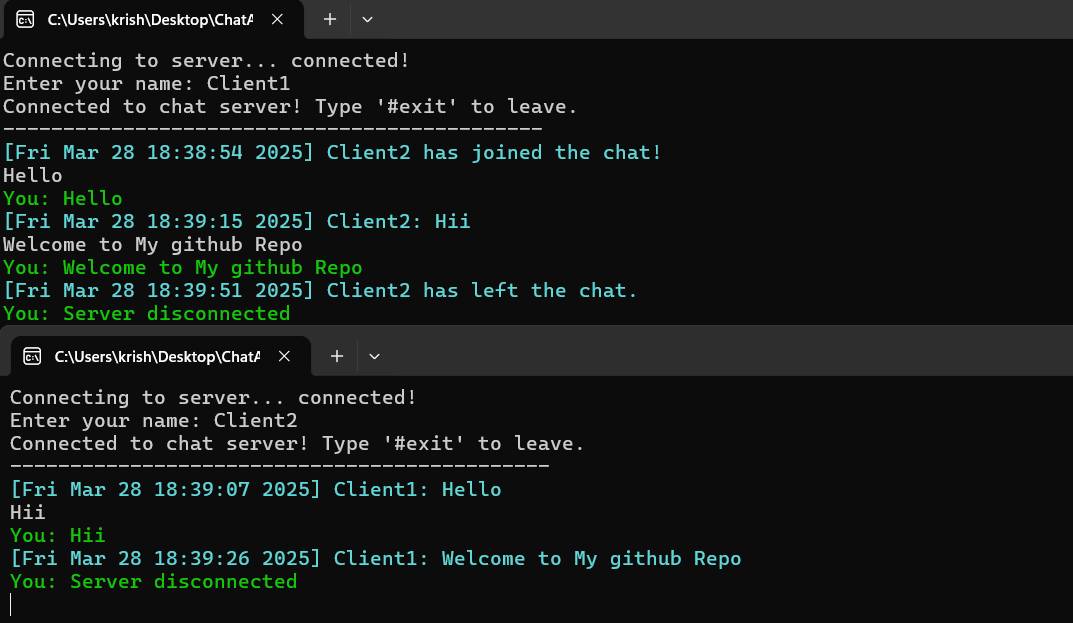 C:\Users\krish\Desktop\ChatA
Connecting to server... connected!
Enter your name: Client1
Connected to chat server! Type '#exit' to leave.
---------------------------------------------
[Fri Mar 28 18:38:54 2025] Client2 has joined the chat!
Hello
You: Hello
[Fri Mar 28 18:39:15 2025] Client2: Hii
Welcome to My github Repo
You: Welcome to My github Repo
[Fri Mar 28 18:39:51 2025] Client2 has left the chat.
You: Server disconnected
C:\Users\krish\Desktop\ChatA
Connecting to server... connected!
Enter your name: Client2
Connected to chat server! Type '#exit' to leave.
---------------------------------------------
[Fri Mar 28 18:39:07 2025] Client1: Hello
Hii
You: Hii
[Fri Mar 28 18:39:26 2025] Client1: Welcome to My github Repo
You: Server disconnected